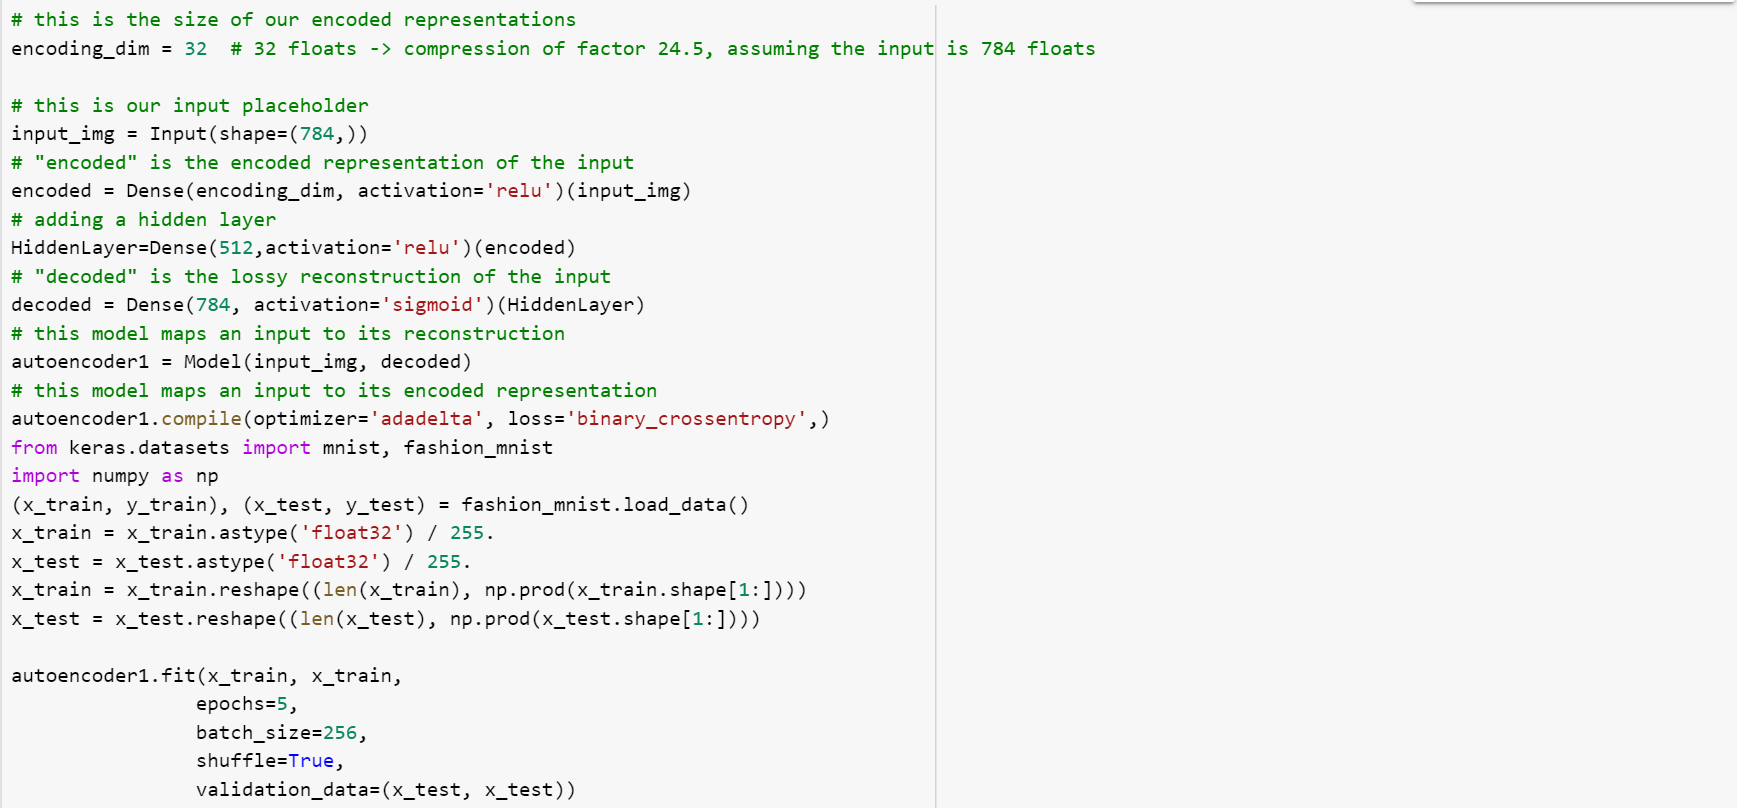 # this is the size of our encoded representations
encoding_dim = 32  # 32 floats -> compression of factor 24.5, assuming the input is 784 floats

# this is our input placeholder
input_img = Input(shape=(784,))
# "encoded" is the encoded representation of the input
encoded = Dense(encoding_dim, activation='relu')(input_img)
# adding a hidden layer
HiddenLayer=Dense(512,activation='relu')(encoded)
# "decoded" is the lossy reconstruction of the input
decoded = Dense(784, activation='sigmoid')(HiddenLayer)
# this model maps an input to its reconstruction
autoencoder1 = Model(input_img, decoded)
# this model maps an input to its encoded representation
autoencoder1.compile(optimizer='adadelta', loss='binary_crossentropy',)
from keras.datasets import mnist, fashion_mnist
import numpy as np
(x_train, y_train), (x_test, y_test) = fashion_mnist.load_data()
x_train = x_train.astype('float32') / 255.
x_test = x_test.astype('float32') / 255.
x_train = x_train.reshape((len(x_train), np.prod(x_train.shape[1:])))
x_test = x_test.reshape((len(x_test), np.prod(x_test.shape[1:])))

autoencoder1.fit(x_train, x_train,
                epochs=5,
                batch_size=256,
                shuffle=True,
                validation_data=(x_test, x_test))